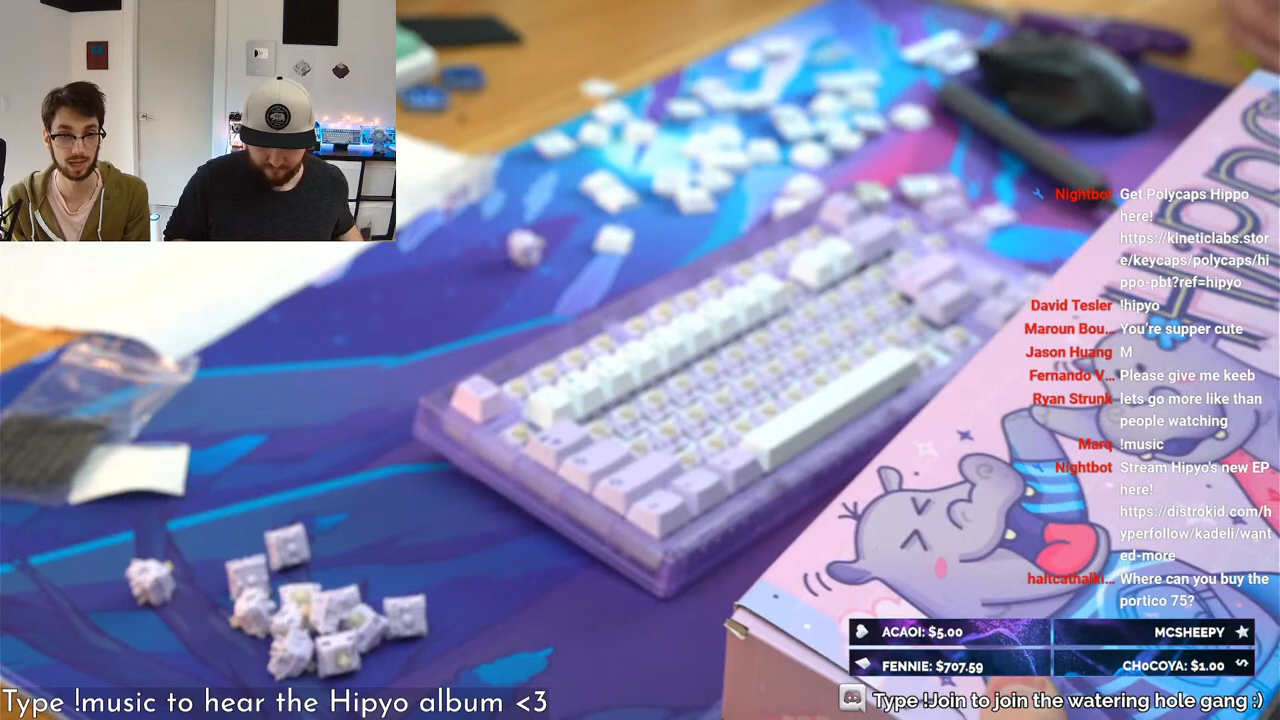 Nightbot Get Polycaps Hippo
here!
https://kineticlabs.stor
e/keycaps/polycaps/hi
ppo-pbt?ref=hipyo
David Tesler !hipyo
Maroun Bou... You're supper cute
Jason Huang M
Fernando V... Please give me keeb
Ryan Strunk lets go more like than
people watching
Marq !music
Nightbot Stream Hipyo's new EP
here!
https://distrokid.com/h
yperfollow/kadeli/want
ed-more
Where can you buy the
portico 75?
ACAOI: $5.00
MCSHEEPY
FENNIE: $707.59
CH0COYA: $1.00
Type !music to hear the Hipyo album <3
Type !Join to join the watering hole gang :)